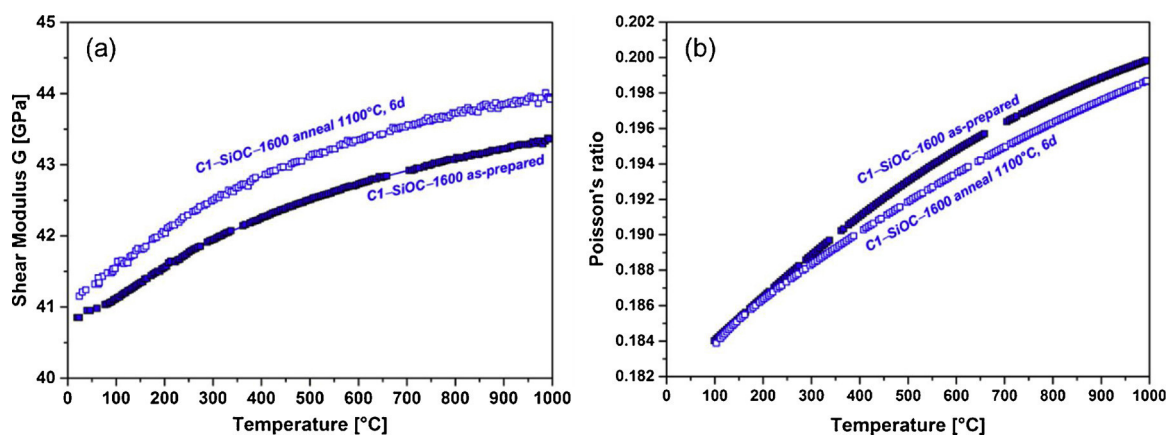 (a)
Shear Modulus G [GPa]
45
44
43
42
41
40
C1–SiOC–1600 anneal 1100°C, 6d
C1–SiOC–1600 as-prepared
0 100 200 300 400 500 600 700 800 900 1000
Temperature [°C]
(b)
Poisson's ratio
0.202
0.200
0.198
0.196
0.194
0.192
0.190
0.188
0.186
0.184
0.182
C1–SiOC–1600 as-prepared
C1–SiOC–1600 anneal 1100°C, 6d
0 100 200 300 400 500 600 700 800 900 1000
Temperature [°C]